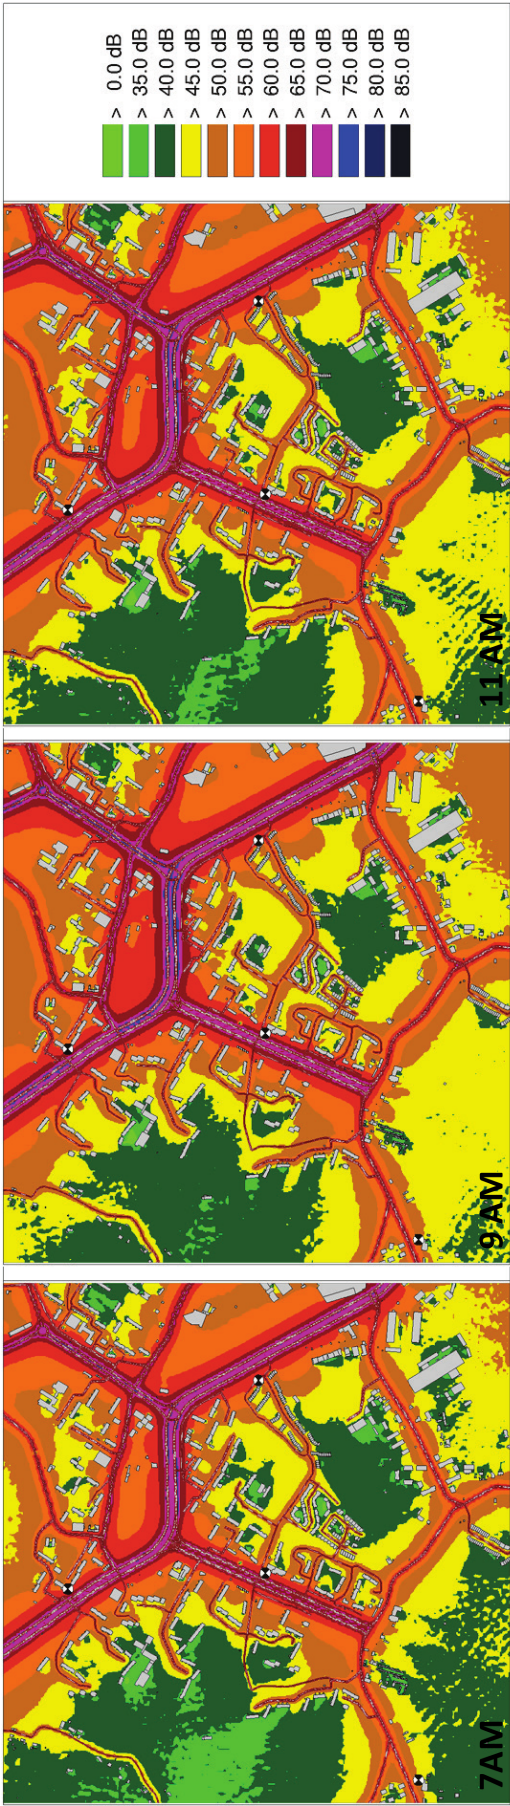 > 0.0 dB
> 35.0 dB
> 40.0 dB
> 45.0 dB
> 50.0 dB
> 55.0 dB
> 60.0 dB
> 65.0 dB
> 70.0 dB
> 75.0 dB
> 80.0 dB
> 85.0 dB
11 AM
9 AM
7AM